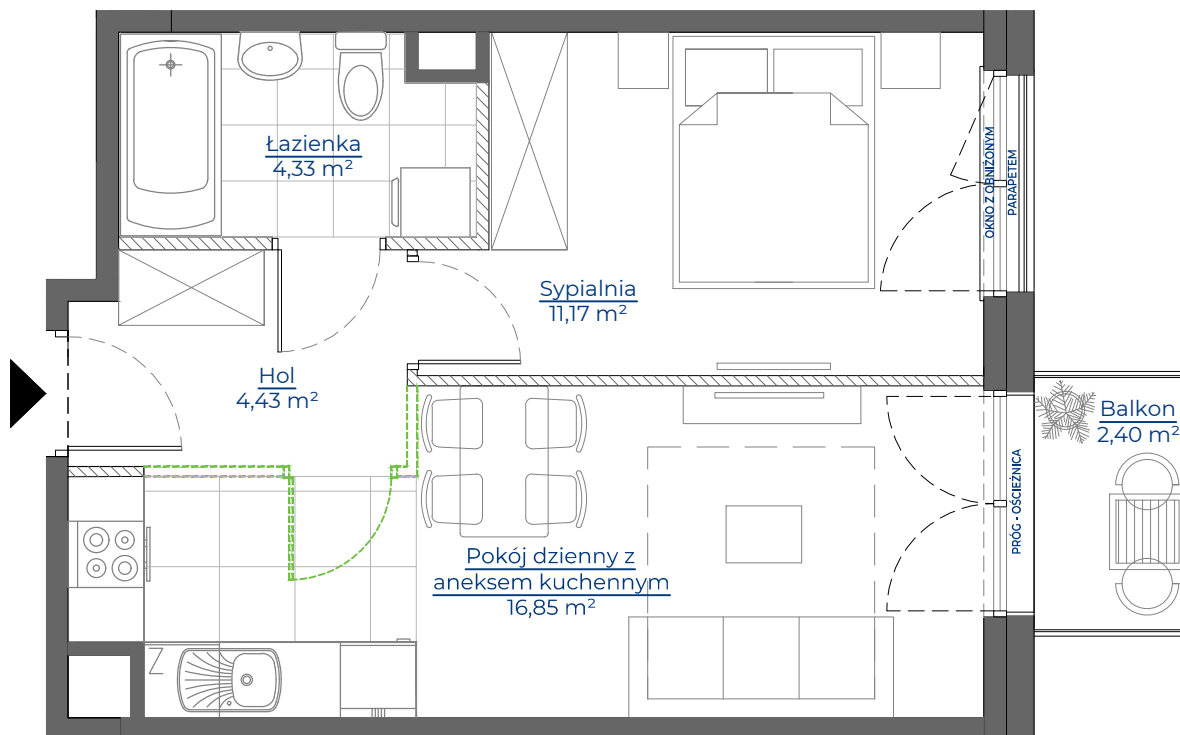 Łazienka
4,33 m²
OKNO Z OBNIŻONYM
PARAPETEM
Sypialnia
11,17 m²
Hol
4,43 m²
Balkon
2,40 m²
PRÓG - OŚCIEŻNICA
Pokój dzienny z
aneksem kuchennym
16,85 m²
Z